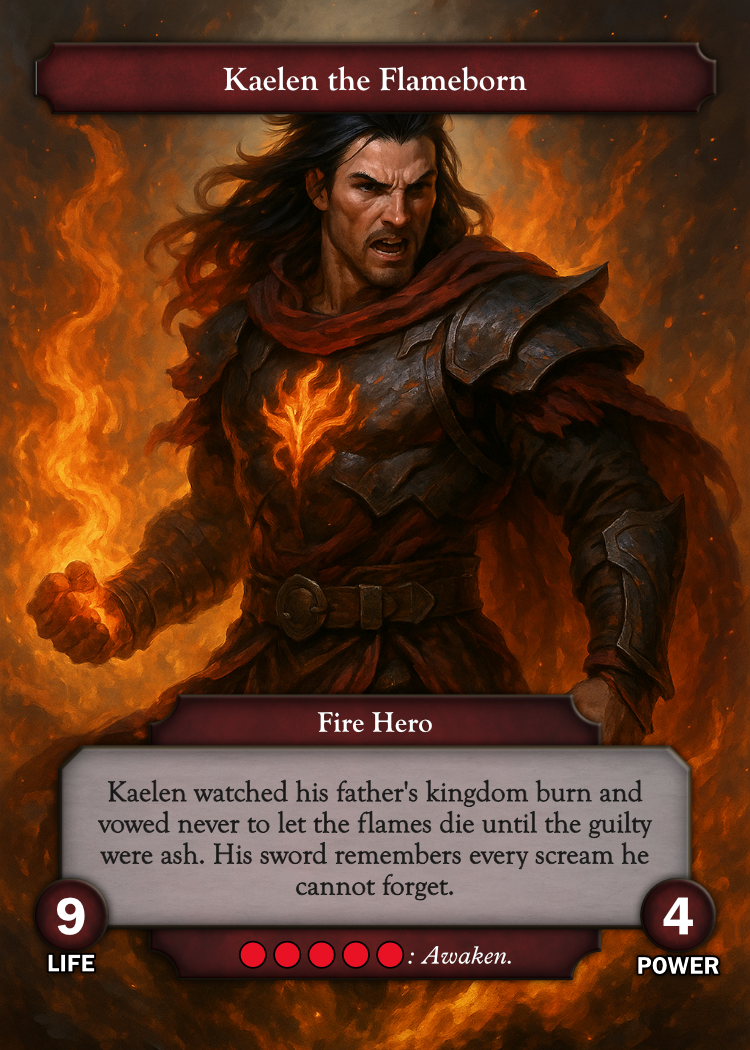 Kaelen the Flameborn
Fire Hero
Kaelen watched his father's kingdom burn and
vowed never to let the flames die until the guilty
were ash. His sword remembers every scream he
cannot forget.
9
LIFE
4
POWER
: Awaken.